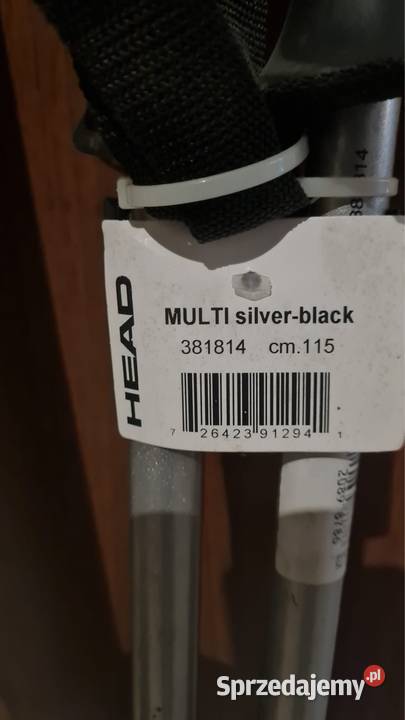 HEAD
MULTI silver-black
381814 cm.115
7 26423 91294 1
Sprzedajemy.pl